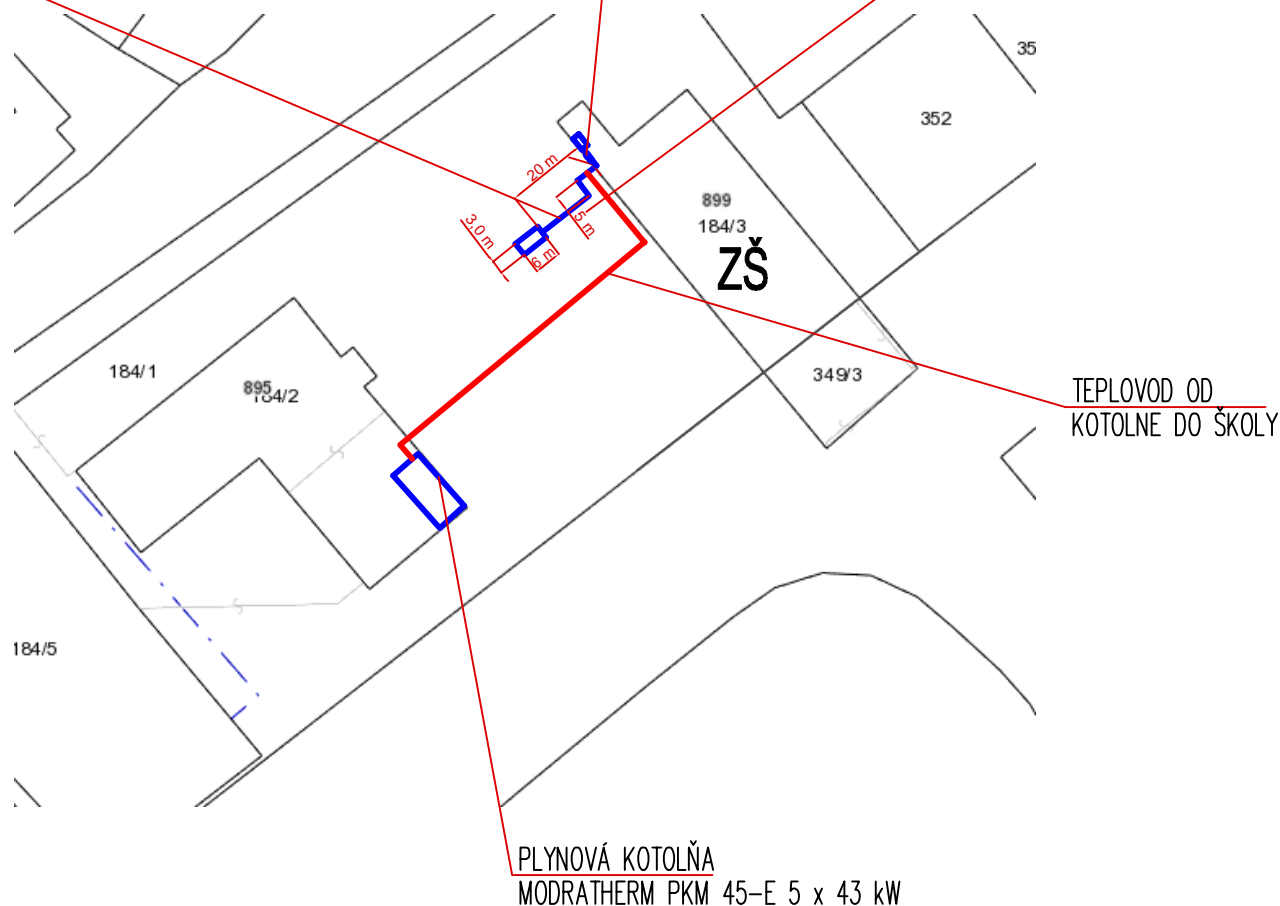 35
352
20 m
899
184/3
ZŠ
3,0 m
5 m
6 m
184/1
895
184/2
349/3
TEPLOVOD OD
KOTOLNE DO ŠKOLY
184/5
PLYNOVÁ KOTOLŇA
MODRATHERM PKM 45-E 5 x 43 kW